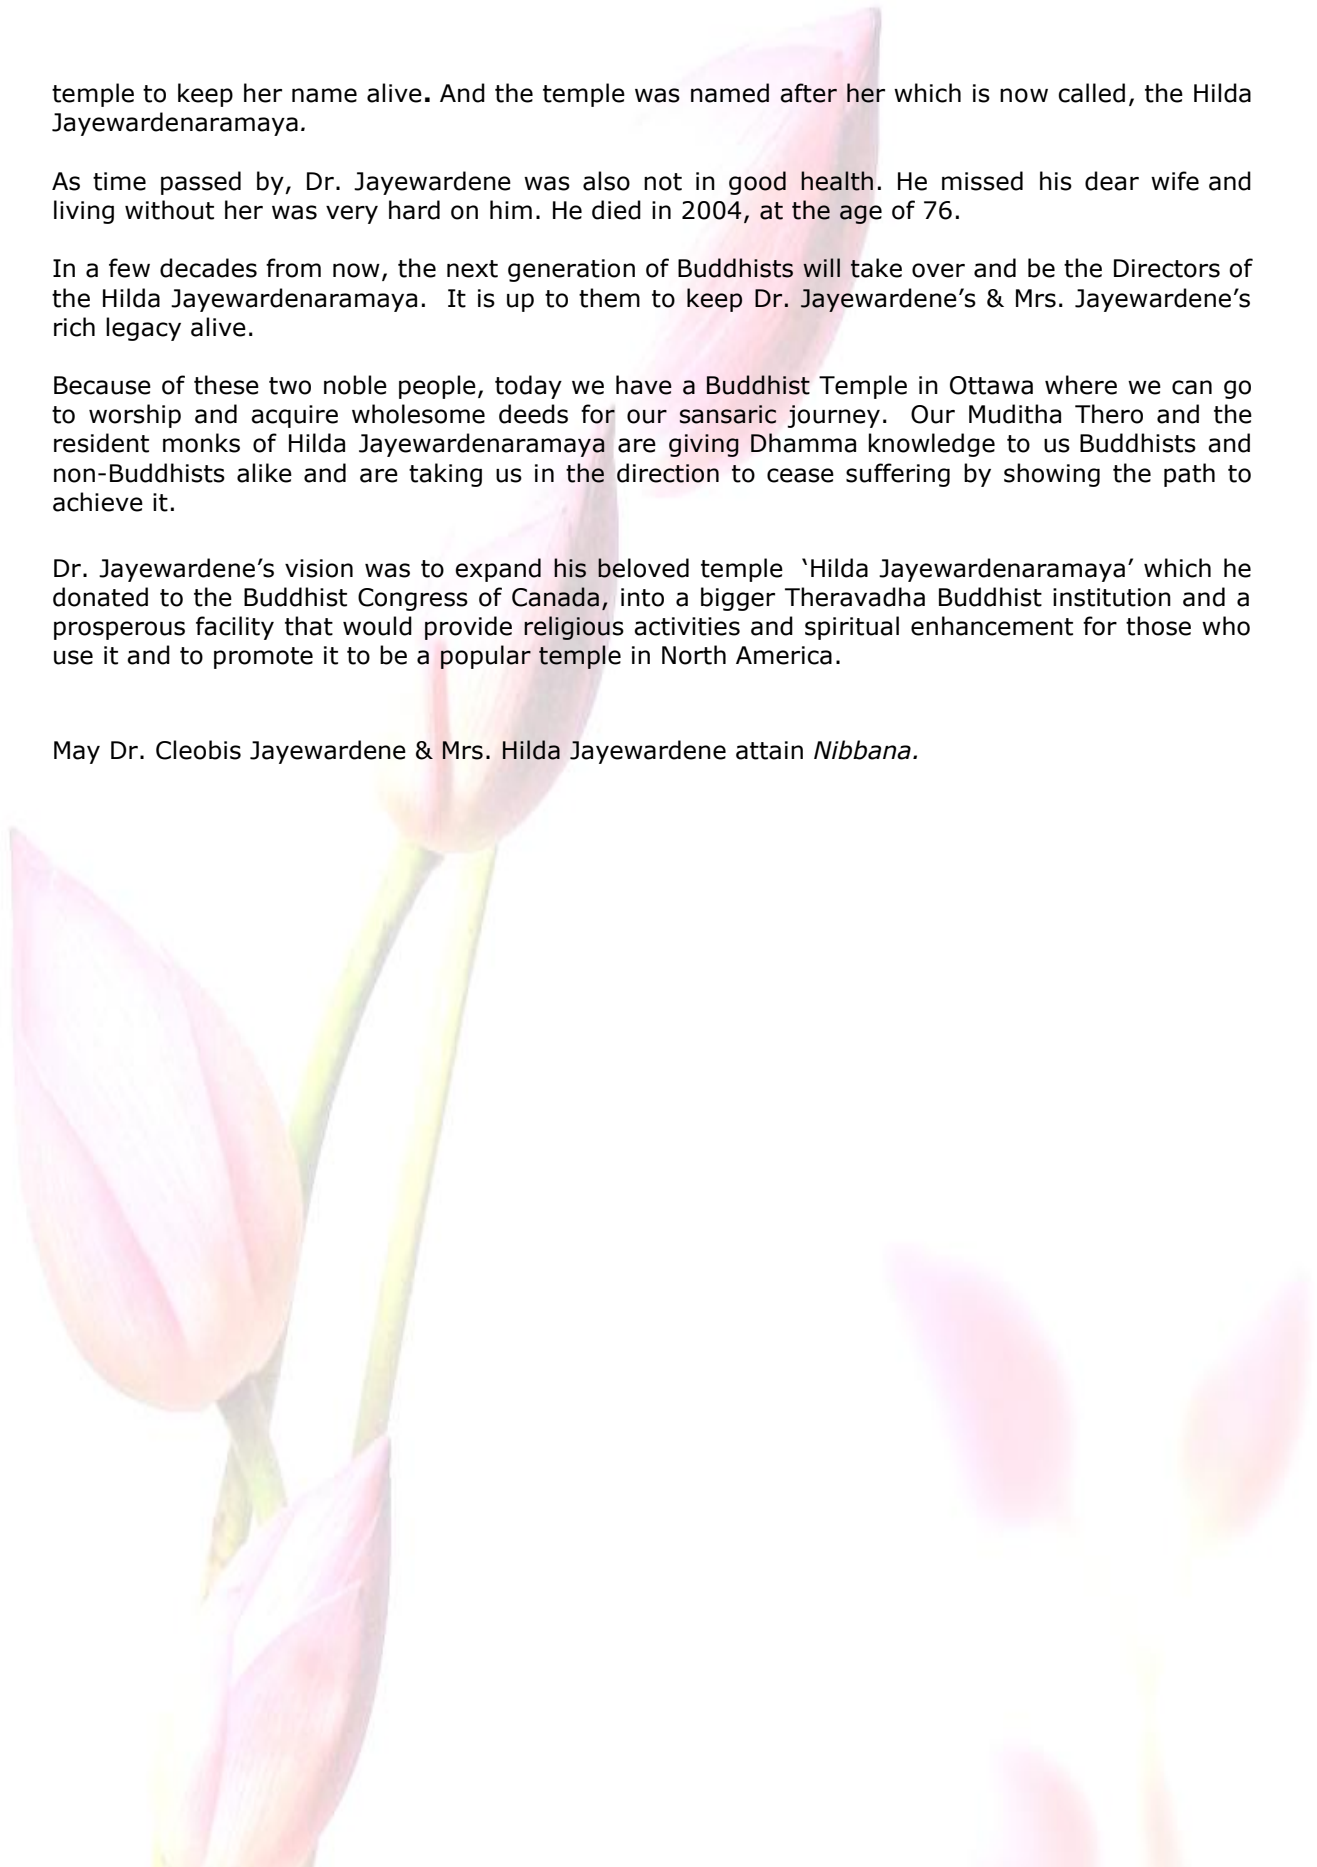 temple to keep her name alive. And the temple was named after her which is now called, the Hilda
Jayewardenaramaya.
As time passed by, Dr. Jayewardene was also not in good health. He missed his dear wife and
living without her was very hard on him. He died in 2004, at the age of 76.
In a few decades from now, the next generation of Buddhists will take over and be the Directors of
the Hilda Jayewardenaramaya.  It is up to them to keep Dr. Jayewardene’s & Mrs. Jayewardene’s
rich legacy alive.
Because of these two noble people, today we have a Buddhist Temple in Ottawa where we can go
to worship and acquire wholesome deeds for our sansaric journey.  Our Muditha Thero and the
resident monks of Hilda Jayewardenaramaya are giving Dhamma knowledge to us Buddhists and
non-Buddhists alike and are taking us in the direction to cease suffering by showing the path to
achieve it.
Dr. Jayewardene’s vision was to expand his beloved temple  ‘Hilda Jayewardenaramaya’ which he
donated to the Buddhist Congress of Canada, into a bigger Theravadha Buddhist institution and a
prosperous facility that would provide religious activities and spiritual enhancement for those who
use it and to promote it to be a popular temple in North America.
May Dr. Cleobis Jayewardene & Mrs. Hilda Jayewardene attain Nibbana.